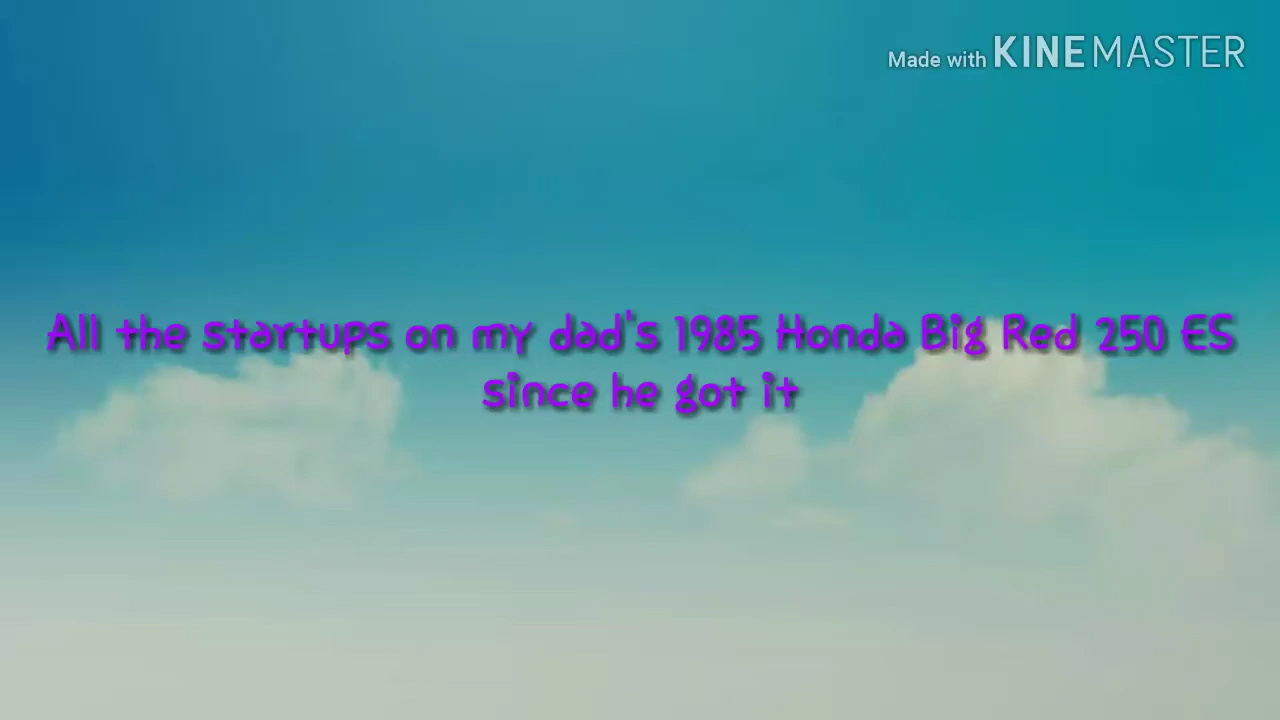 Made with KINEMASTER
All the startups on my dad's 1985 Honda Big Red 250 ES
since he got it